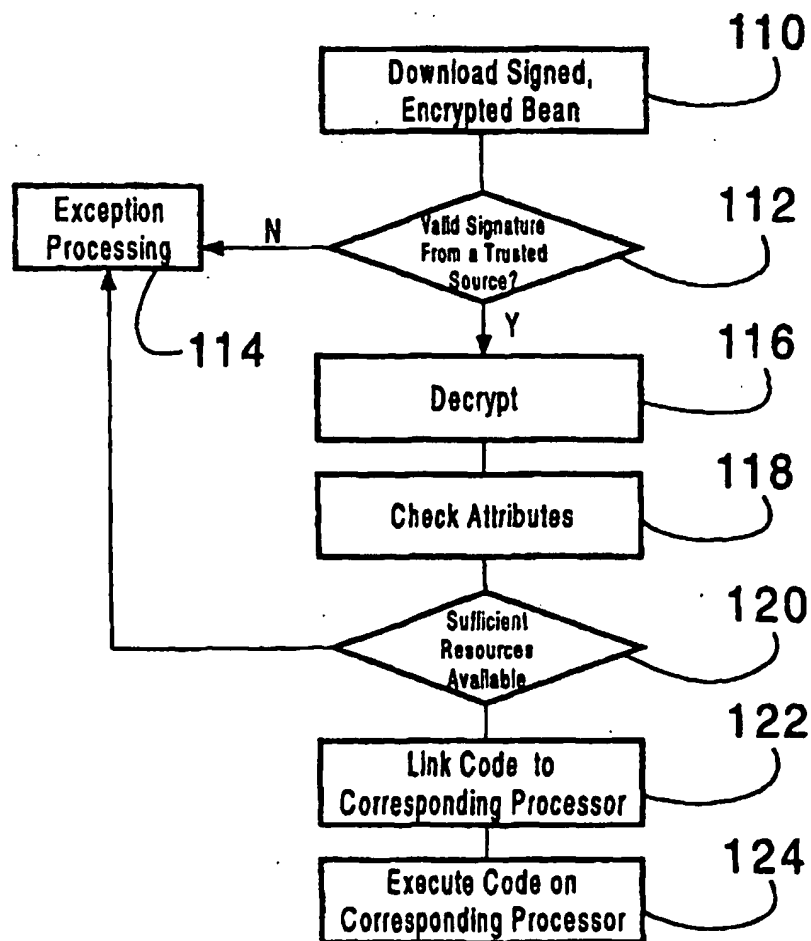 110
Download Signed,
Encrypted Bean
112
Valid Signature
From a Trusted
Source?
N
Exception
Processing
114
Y
116
Decrypt
118
Check Attributes
120
Sufficient
Resources
Available
122
Link Code to
Corresponding Processor
124
Execute Code on
Corresponding Processor